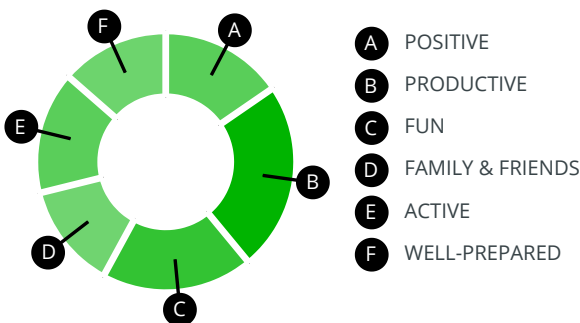 F
A
E
B
D
C
A POSITIVE
B PRODUCTIVE
C FUN
D FAMILY & FRIENDS
E ACTIVE
F WELL-PREPARED